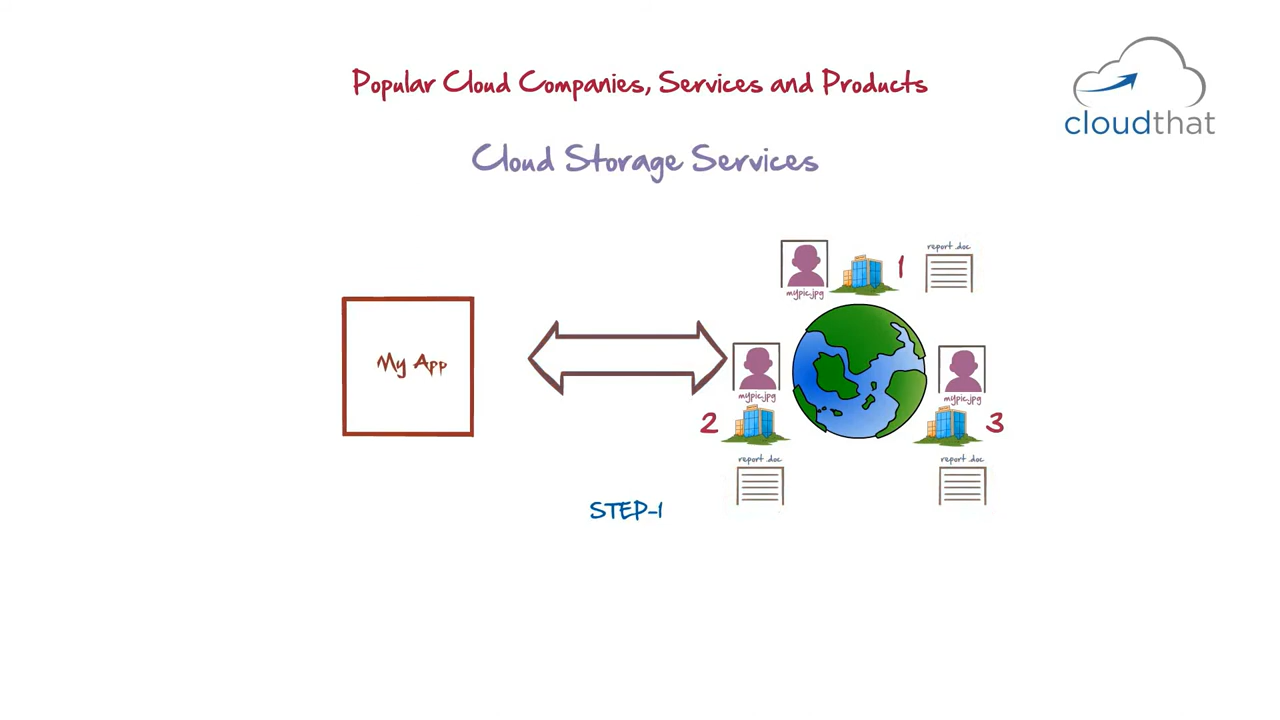 Popular Cloud Companies, Services and Products
cloudthat
Cloud Storage Services
report .doc
1
mypic.jpg
My App
mypic.jpg
mypic.jpg
2
3
report .doc
report .doc
STEP-1